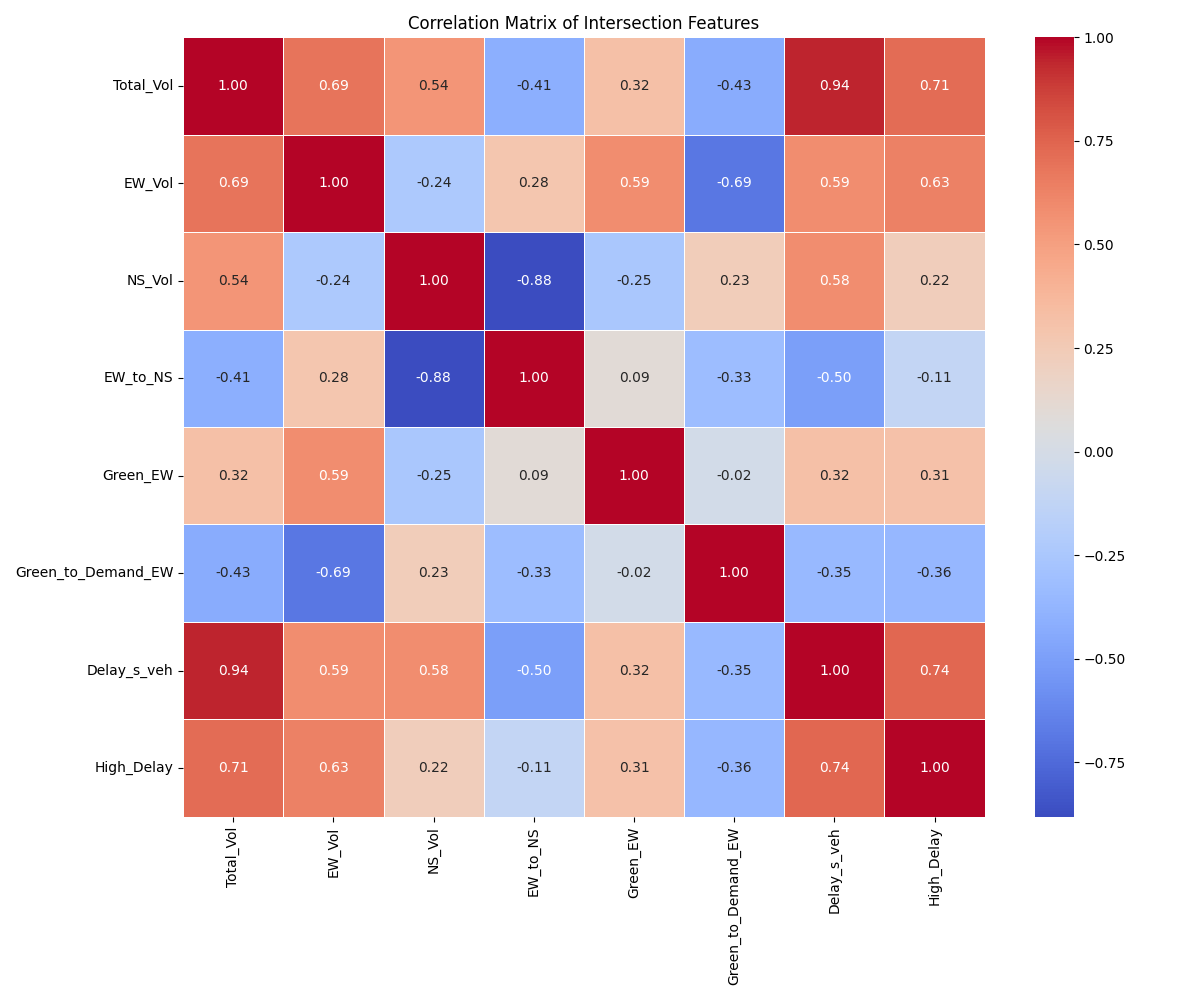 Correlation Matrix of Intersection Features
Total_Vol 1.00 0.69 0.54 -0.41 0.32 -0.43 0.94 0.71
EW_Vol 0.69 1.00 -0.24 0.28 0.59 -0.69 0.59 0.63
NS_Vol 0.54 -0.24 1.00 -0.88 -0.25 0.23 0.58 0.22
EW_to_NS -0.41 0.28 -0.88 1.00 0.09 -0.33 -0.50 -0.11
Green_EW 0.32 0.59 -0.25 0.09 1.00 -0.02 0.32 0.31
Green_to_Demand_EW -0.43 -0.69 0.23 -0.33 -0.02 1.00 -0.35 -0.36
Delay_s_veh 0.94 0.59 0.58 -0.50 0.32 -0.35 1.00 0.74
High_Delay 0.71 0.63 0.22 -0.11 0.31 -0.36 0.74 1.00
Total_Vol
EW_Vol
NS_Vol
EW_to_NS
Green_EW
Green_to_Demand_EW
Delay_s_veh
High_Delay
1.00
0.75
0.50
0.25
0.00
−0.25
−0.50
−0.75